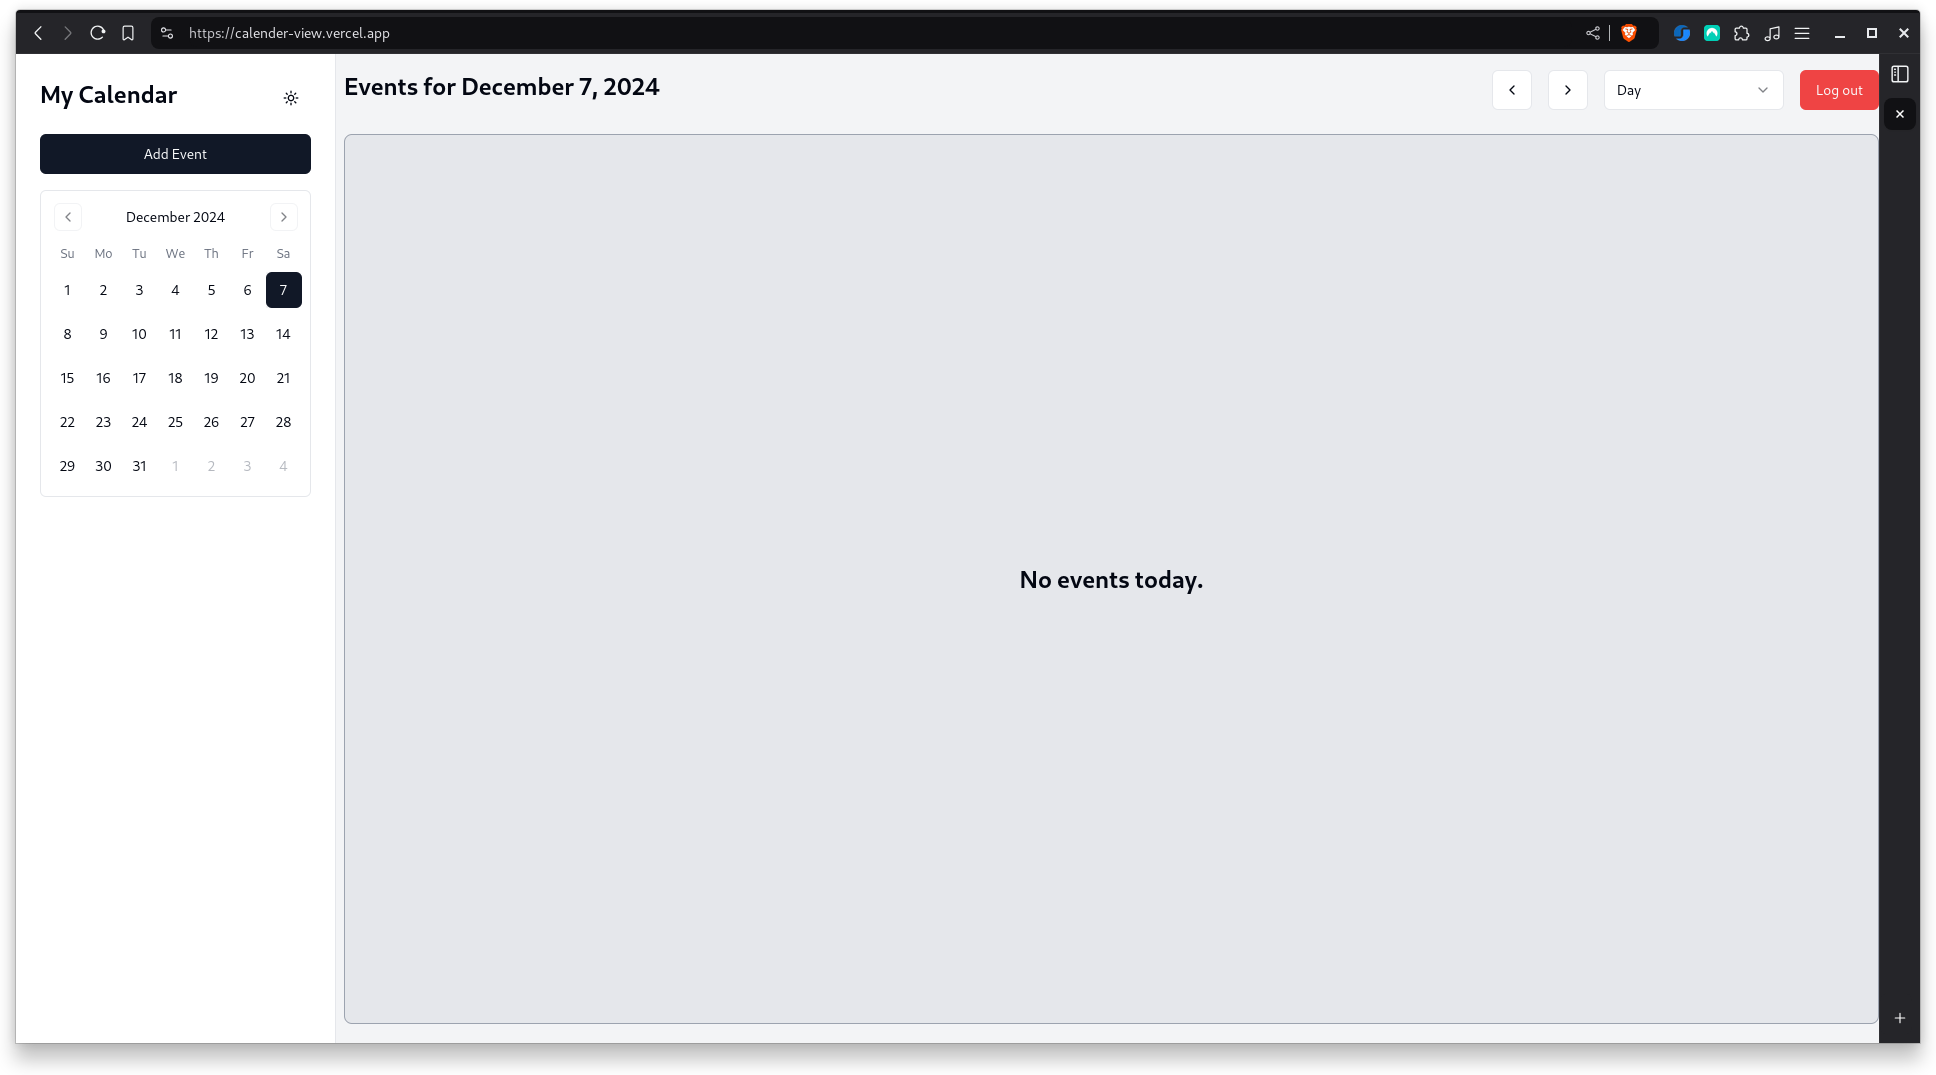 https://calender-view.vercel.app
My Calendar
Add Event
December 2024
Su Mo Tu We Th Fr Sa
1 2 3 4 5 6 7
8 9 10 11 12 13 14
15 16 17 18 19 20 21
22 23 24 25 26 27 28
29 30 31 1 2 3 4
Events for December 7, 2024
Day
Log out
No events today.